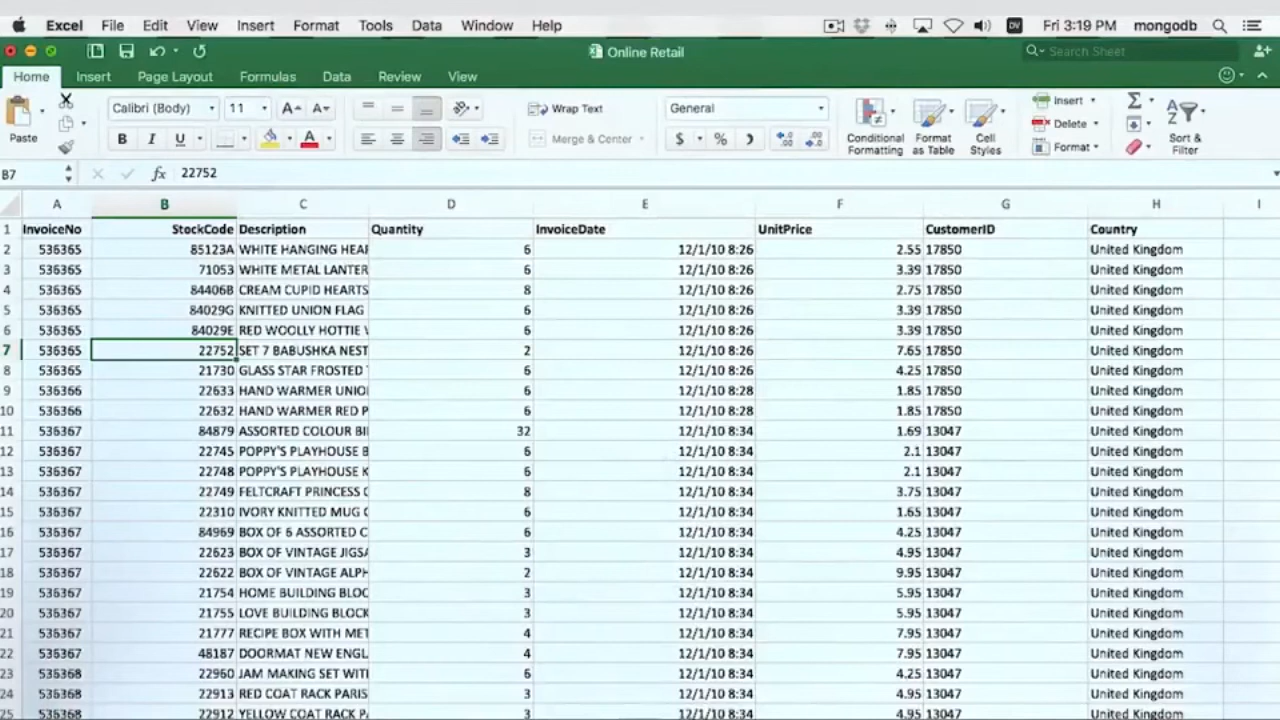 Excel File Edit View Insert Format Tools Data Window Help DV Fri 3:19 PM mongodb
Online Retail Search Sheet
Home Insert Page Layout Formulas Data Review View
Paste Calibri (Body) 11 A A Wrap Text General Conditional Formatting Format as Table Cell Styles Insert Delete Format Sort & Filter
B I U A Merge & Center $ %
B7 fx 22752
A B C D E F G H I
1 InvoiceNo StockCode Description Quantity InvoiceDate UnitPrice CustomerID Country
2 536365 85123A WHITE HANGING HEAR 6 12/1/10 8:26 2.55 17850 United Kingdom
3 536365 71053 WHITE METAL LANTER 6 12/1/10 8:26 3.39 17850 United Kingdom
4 536365 84406B CREAM CUPID HEARTS 8 12/1/10 8:26 2.75 17850 United Kingdom
5 536365 84029G KNITTED UNION FLAG 6 12/1/10 8:26 3.39 17850 United Kingdom
6 536365 84029E RED WOOLLY HOTTIE 6 12/1/10 8:26 3.39 17850 United Kingdom
7 536365 22752 SET 7 BABUSHKA NEST 2 12/1/10 8:26 7.65 17850 United Kingdom
8 536365 21730 GLASS STAR FROSTED 6 12/1/10 8:26 4.25 17850 United Kingdom
9 536366 22633 HAND WARMER UNIO 6 12/1/10 8:28 1.85 17850 United Kingdom
10 536366 22632 HAND WARMER RED P 6 12/1/10 8:28 1.85 17850 United Kingdom
11 536367 84879 ASSORTED COLOUR BI 32 12/1/10 8:34 1.69 13047 United Kingdom
12 536367 22745 POPPY'S PLAYHOUSE B 6 12/1/10 8:34 2.1 13047 United Kingdom
13 536367 22748 POPPY'S PLAYHOUSE K 6 12/1/10 8:34 2.1 13047 United Kingdom
14 536367 22749 FELTCRAFT PRINCESS C 8 12/1/10 8:34 3.75 13047 United Kingdom
15 536367 22310 IVORY KNITTED MUG C 6 12/1/10 8:34 1.65 13047 United Kingdom
16 536367 84969 BOX OF 6 ASSORTED C 6 12/1/10 8:34 4.25 13047 United Kingdom
17 536367 22623 BOX OF VINTAGE JIGSA 3 12/1/10 8:34 4.95 13047 United Kingdom
18 536367 22622 BOX OF VINTAGE ALPH 2 12/1/10 8:34 9.95 13047 United Kingdom
19 536367 21754 HOME BUILDING BLOC 3 12/1/10 8:34 5.95 13047 United Kingdom
20 536367 21755 LOVE BUILDING BLOCK 3 12/1/10 8:34 5.95 13047 United Kingdom
21 536367 21777 RECIPE BOX WITH MET 4 12/1/10 8:34 7.95 13047 United Kingdom
22 536367 48187 DOORMAT NEW ENGL 4 12/1/10 8:34 7.95 13047 United Kingdom
23 536368 22960 JAM MAKING SET WITH 6 12/1/10 8:34 4.25 13047 United Kingdom
24 536368 22913 RED COAT RACK PARIS 3 12/1/10 8:34 4.95 13047 United Kingdom
25 536368 22912 YELLOW COAT RACK PA 3 12/1/10 8:34 4.95 13047 United Kingdom